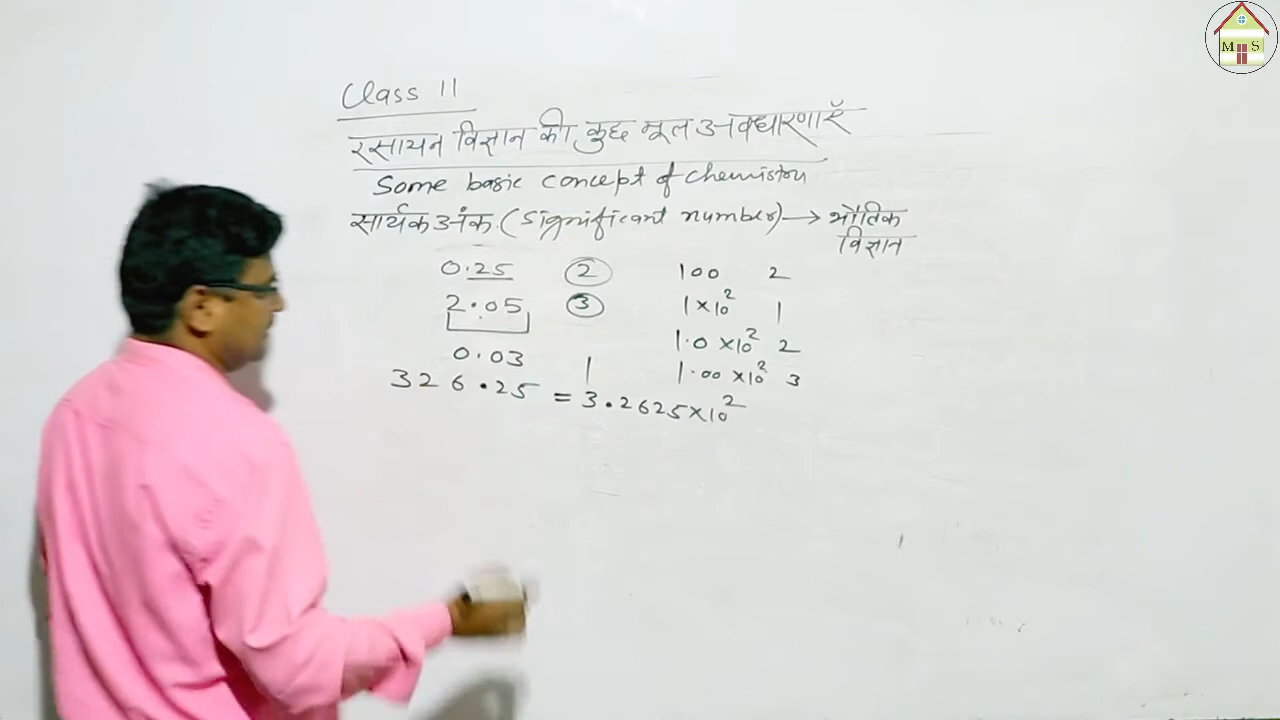 M S
Class 11
रसायन विज्ञान की कुछ मूल अवधारणाएँ
Some basic concept of chemistry
सार्थक अंक (significant number) → भौतिक
विज्ञान
0.25 2 100 2
2.05 3 1×10² 1
1.0 ×10² 2
0.03 1 1.00 ×10² 3
326.25 = 3.2625×10²